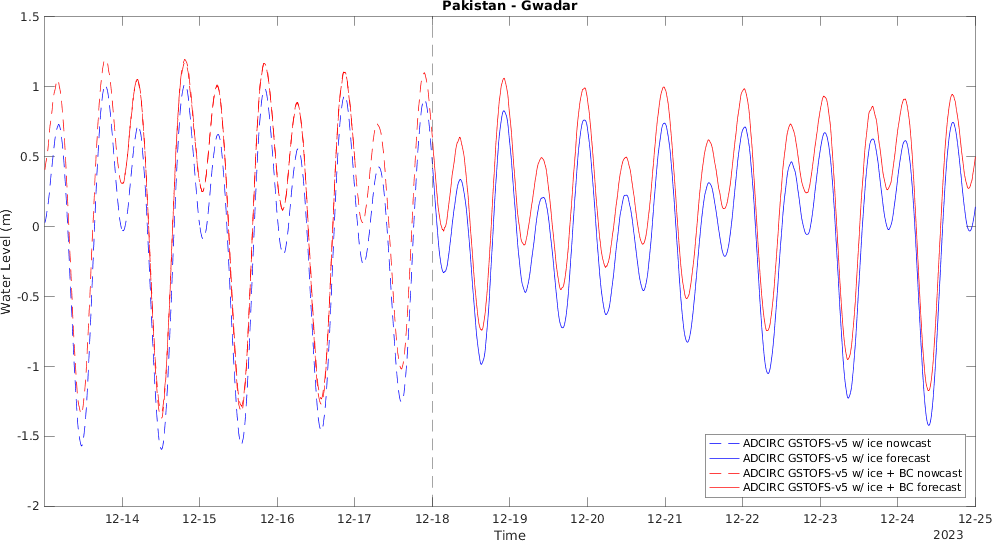 Pakistan - Gwadar
1.5
1
0.5
0
-0.5
-1
-1.5
-2
Water Level (m)
ADCIRC GSTOFS-v5 w/ ice nowcast
ADCIRC GSTOFS-v5 w/ ice forecast
ADCIRC GSTOFS-v5 w/ ice + BC nowcast
ADCIRC GSTOFS-v5 w/ ice + BC forecast
12-14 12-15 12-16 12-17 12-18 12-19 12-20 12-21 12-22 12-23 12-24 12-25
Time
2023